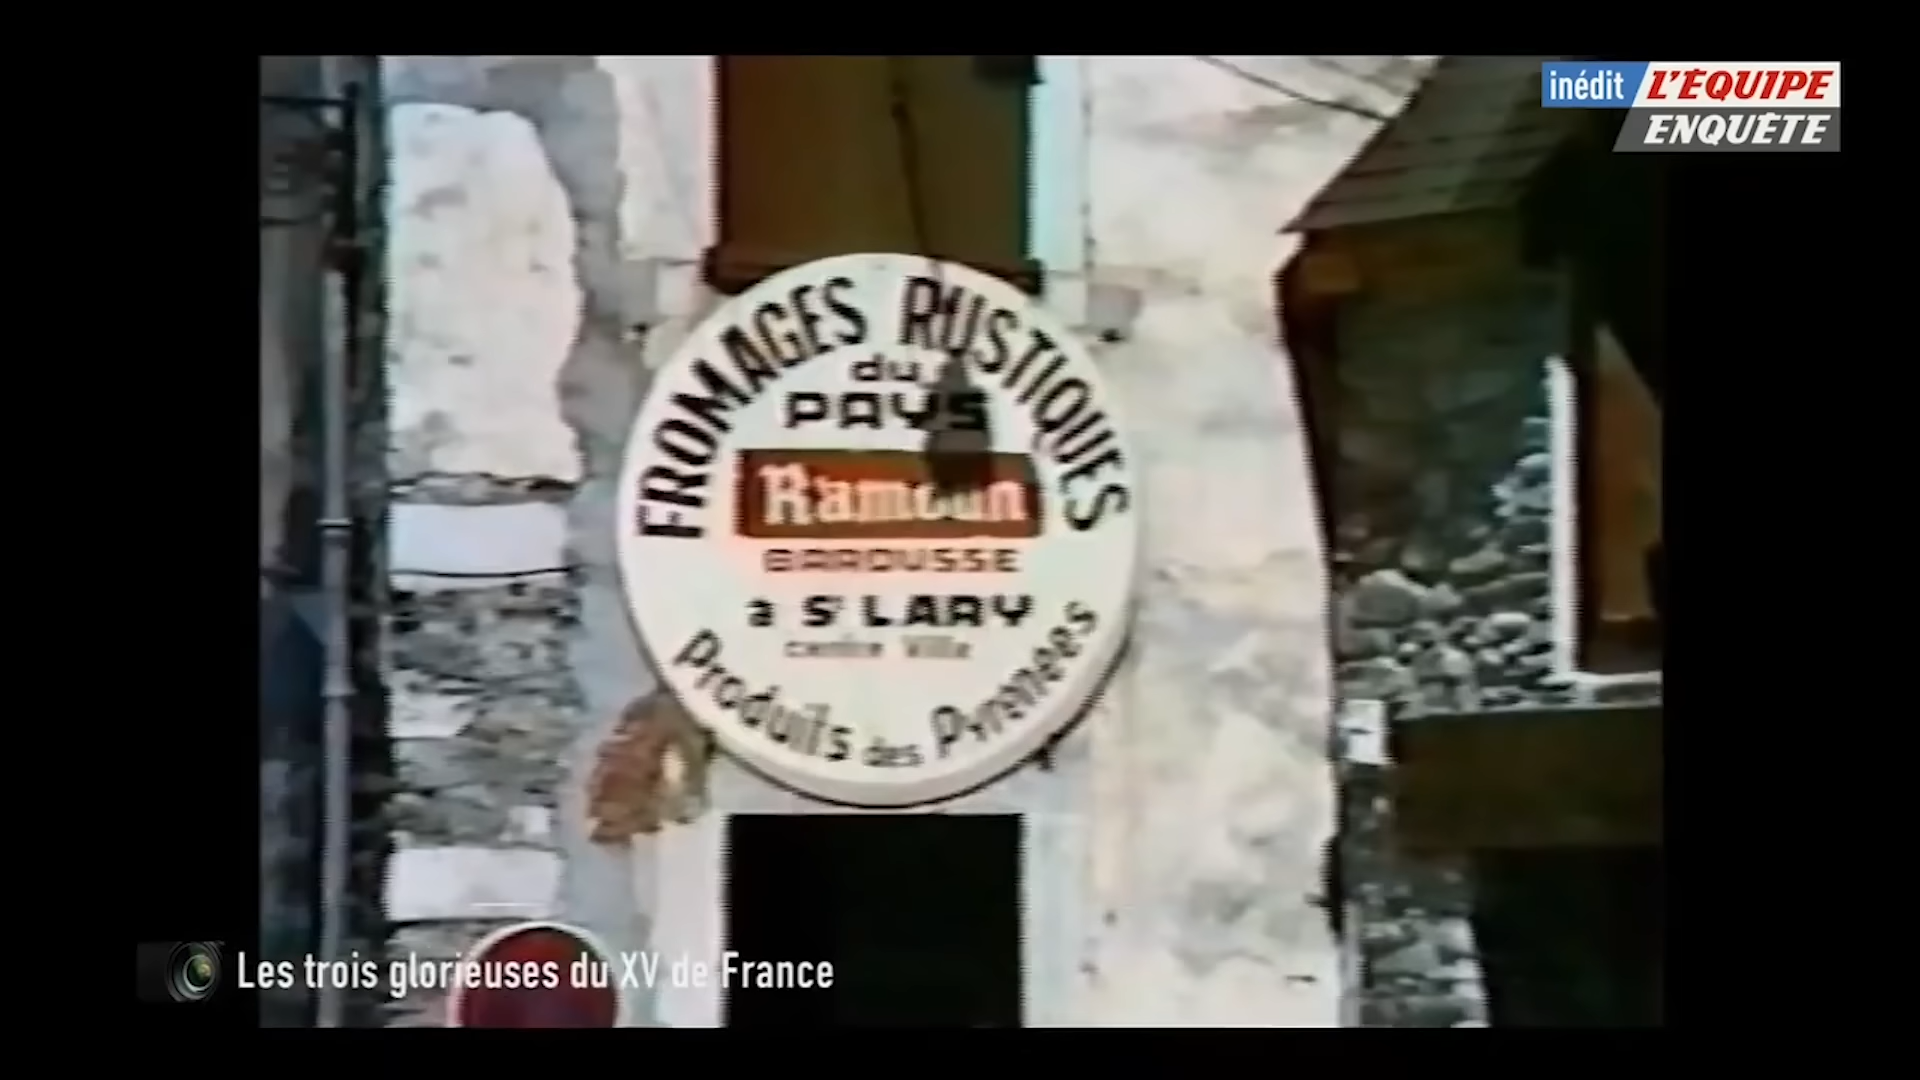 inédit L'ÉQUIPE
ENQUÊTE
FROMAGES RUSTIQUES
du
PAYS
BAROUSSE
à St LARY
centre Ville
Produits des Pyrenées
Les trois glorieuses du XV de France